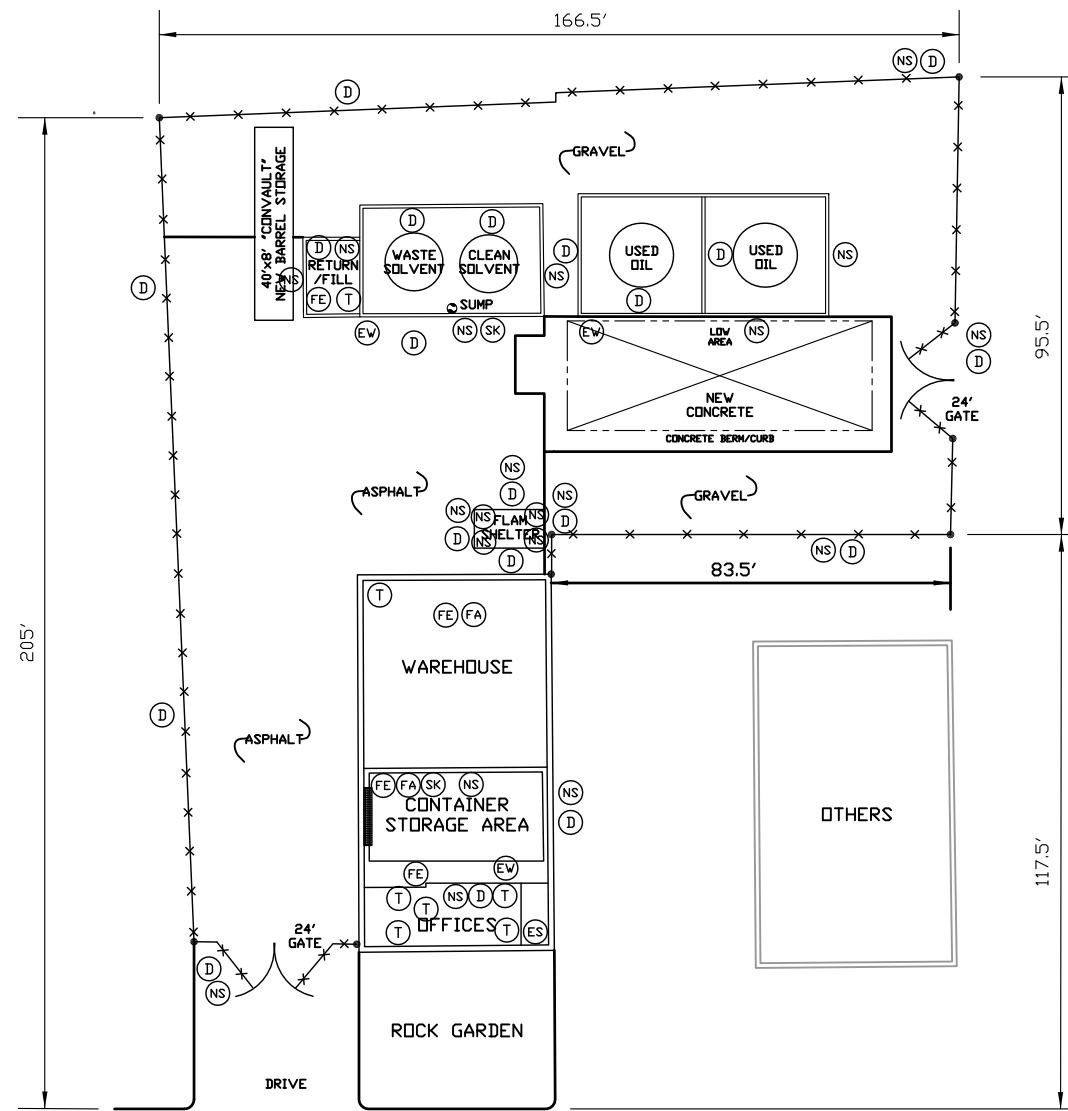 166.5'
NS D
D
GRAVEL
40'x8' "CONVAULT"
NEW BARREL STORAGE
D NS
NS
RETURN
/FILL
FE T
D D
WASTE
SOLVENT
CLEAN
SOLVENT
SUMP
D
NS
USED
OIL
D
D
USED
OIL
NS
D
EW
D
NS SK
EW
LOW
AREA
NS
NEW
CONCRETE
CONCRETE BERM/CURB
NS
D
24'
GATE
95.5'
ASPHALT
GRAVEL
NS
D
NS
NS
NS
NS
D
FLAM
SHELTER
D
NS
NS
D
NS D
83.5'
205'
T
FE FA
WAREHOUSE
D
ASPHALT
FE FA SK NS
CONTAINER
STORAGE AREA
NS
D
OTHERS
117.5'
FE
EW
T
T
NS D T
OFFICES
T
T
ES
24'
GATE
D
NS
ROCK GARDEN
DRIVE